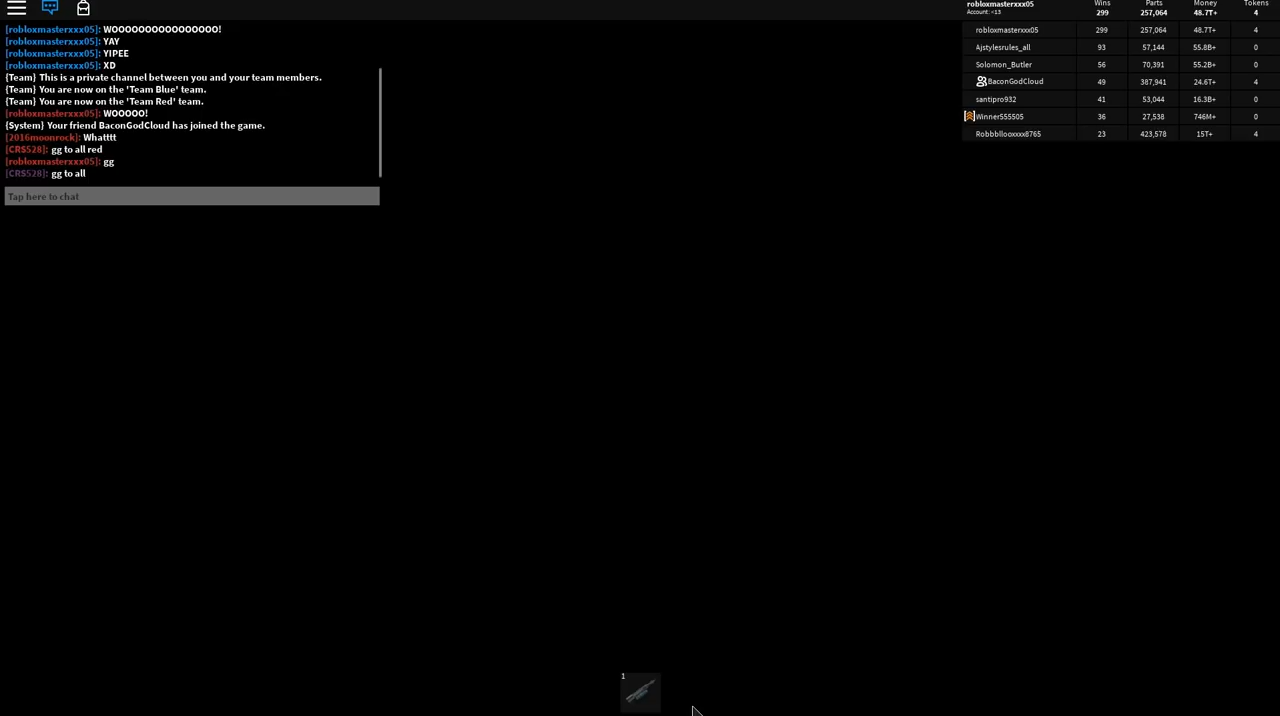 [robloxmasterxxx05]: WOOOOOOOOOOOOOOOO!
[robloxmasterxxx05]: YAY
[robloxmasterxxx05]: YIPEE
[robloxmasterxxx05]: XD
{Team} This is a private channel between you and your team members.
{Team} You are now on the 'Team Blue' team.
{Team} You are now on the 'Team Red' team.
[robloxmasterxxx05]: WOOOOO!
{System} Your friend BaconGodCloud has joined the game.
[2016moonrock]: Whatttt
[CRS528]: gg to all red
[robloxmasterxxx05]: gg
[CRS528]: gg to all
Tap here to chat
robloxmasterxxx05 Wins Parts Money Tokens
Account: <13 299 257,064 48.7T+ 4
robloxmasterxxx05 299 257,064 48.7T+ 4
Ajstylesrules_all 93 57,144 55.8B+ 0
Solomon_Butler 56 70,391 55.2B+ 0
BaconGodCloud 49 387,941 24.6T+ 4
santipro932 41 53,044 16.3B+ 0
Winner555505 36 27,538 746M+ 0
Robbbllooxxxx8765 23 423,578 15T+ 4
1